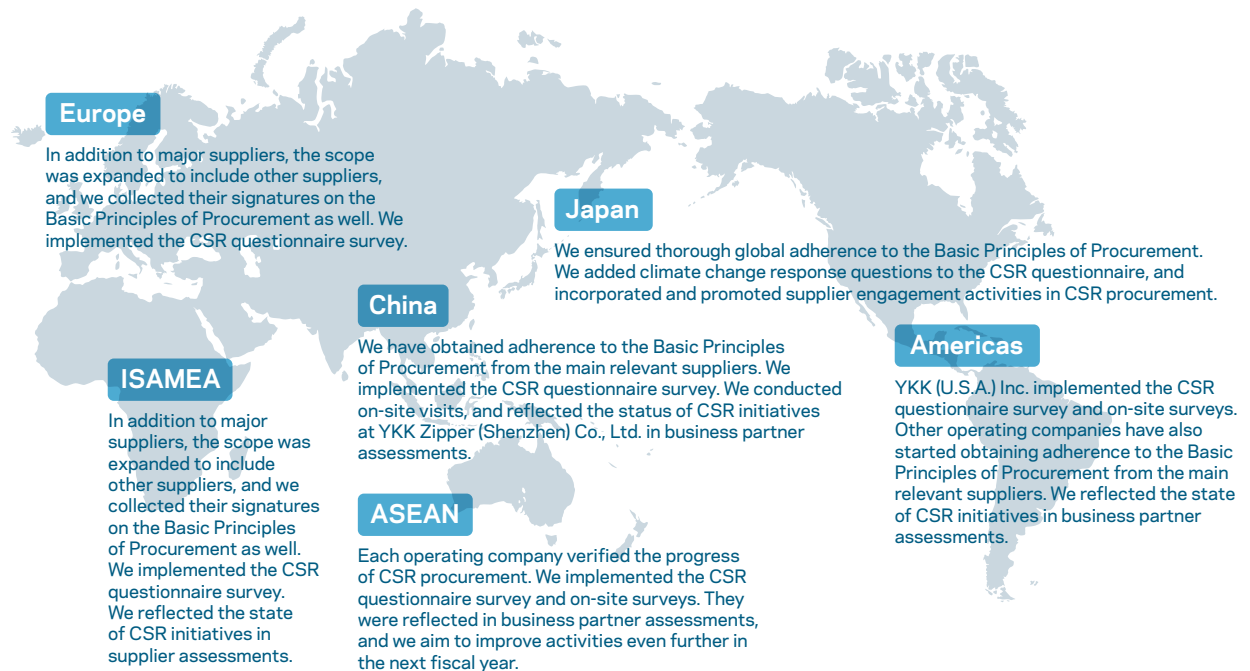 Europe
In addition to major suppliers, the scope
was expanded to include other suppliers,
and we collected their signatures on the
Basic Principles of Procurement as well. We
implemented the CSR questionnaire survey.
Japan
We ensured thorough global adherence to the Basic Principles of Procurement.
We added climate change response questions to the CSR questionnaire, and
incorporated and promoted supplier engagement activities in CSR procurement.
China
We have obtained adherence to the Basic Principles
of Procurement from the main relevant suppliers. We
implemented the CSR questionnaire survey. We conducted
on-site visits, and reflected the status of CSR initiatives
at YKK Zipper (Shenzhen) Co., Ltd. in business partner
assessments.
Americas
YKK (U.S.A.) Inc. implemented the CSR
questionnaire survey and on-site surveys.
Other operating companies have also
started obtaining adherence to the Basic
Principles of Procurement from the main
relevant suppliers. We reflected the state
of CSR initiatives in business partner
assessments.
ISAMEA
In addition to major
suppliers, the scope was
expanded to include
other suppliers, and we
collected their signatures
on the Basic Principles
of Procurement as well.
We implemented the CSR
questionnaire survey.
We reflected the state
of CSR initiatives in
supplier assessments.
ASEAN
Each operating company verified the progress
of CSR procurement. We implemented the CSR
questionnaire survey and on-site surveys. They
were reflected in business partner assessments,
and we aim to improve activities even further in
the next fiscal year.